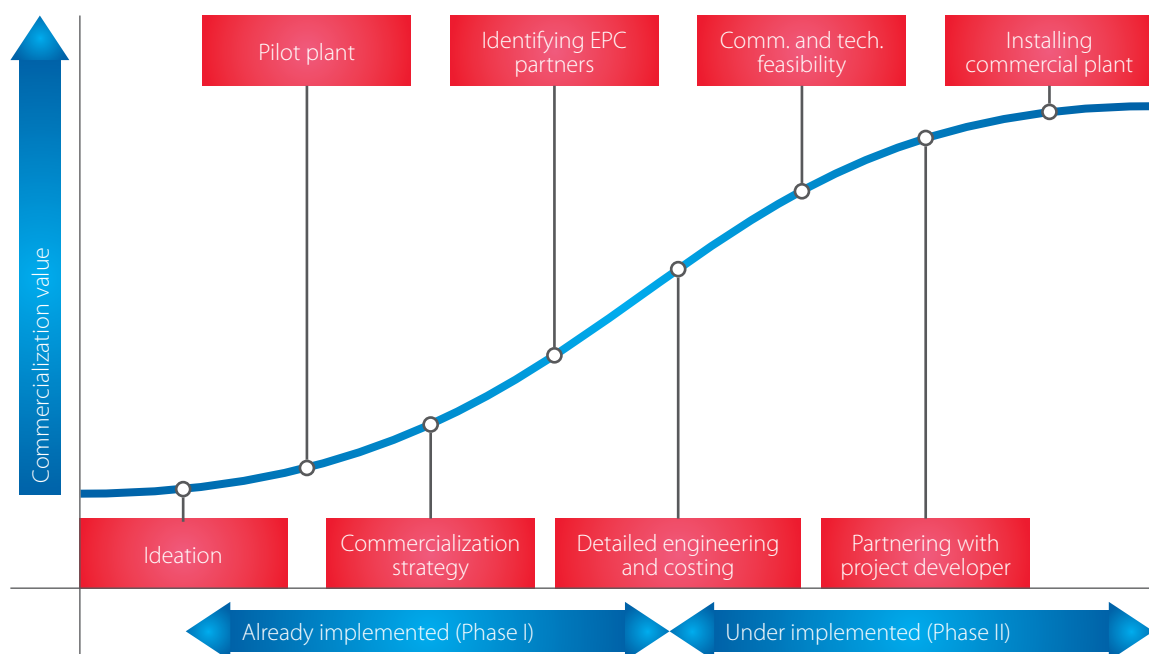 Pilot plant
Identifying EPC
partners
Comm. and tech.
feasibility
Installing
commercial plant
Commercialization value
Ideation
Commercialization
strategy
Detailed engineering
and costing
Partnering with
project developer
Already implemented (Phase I)
Under implemented (Phase II)